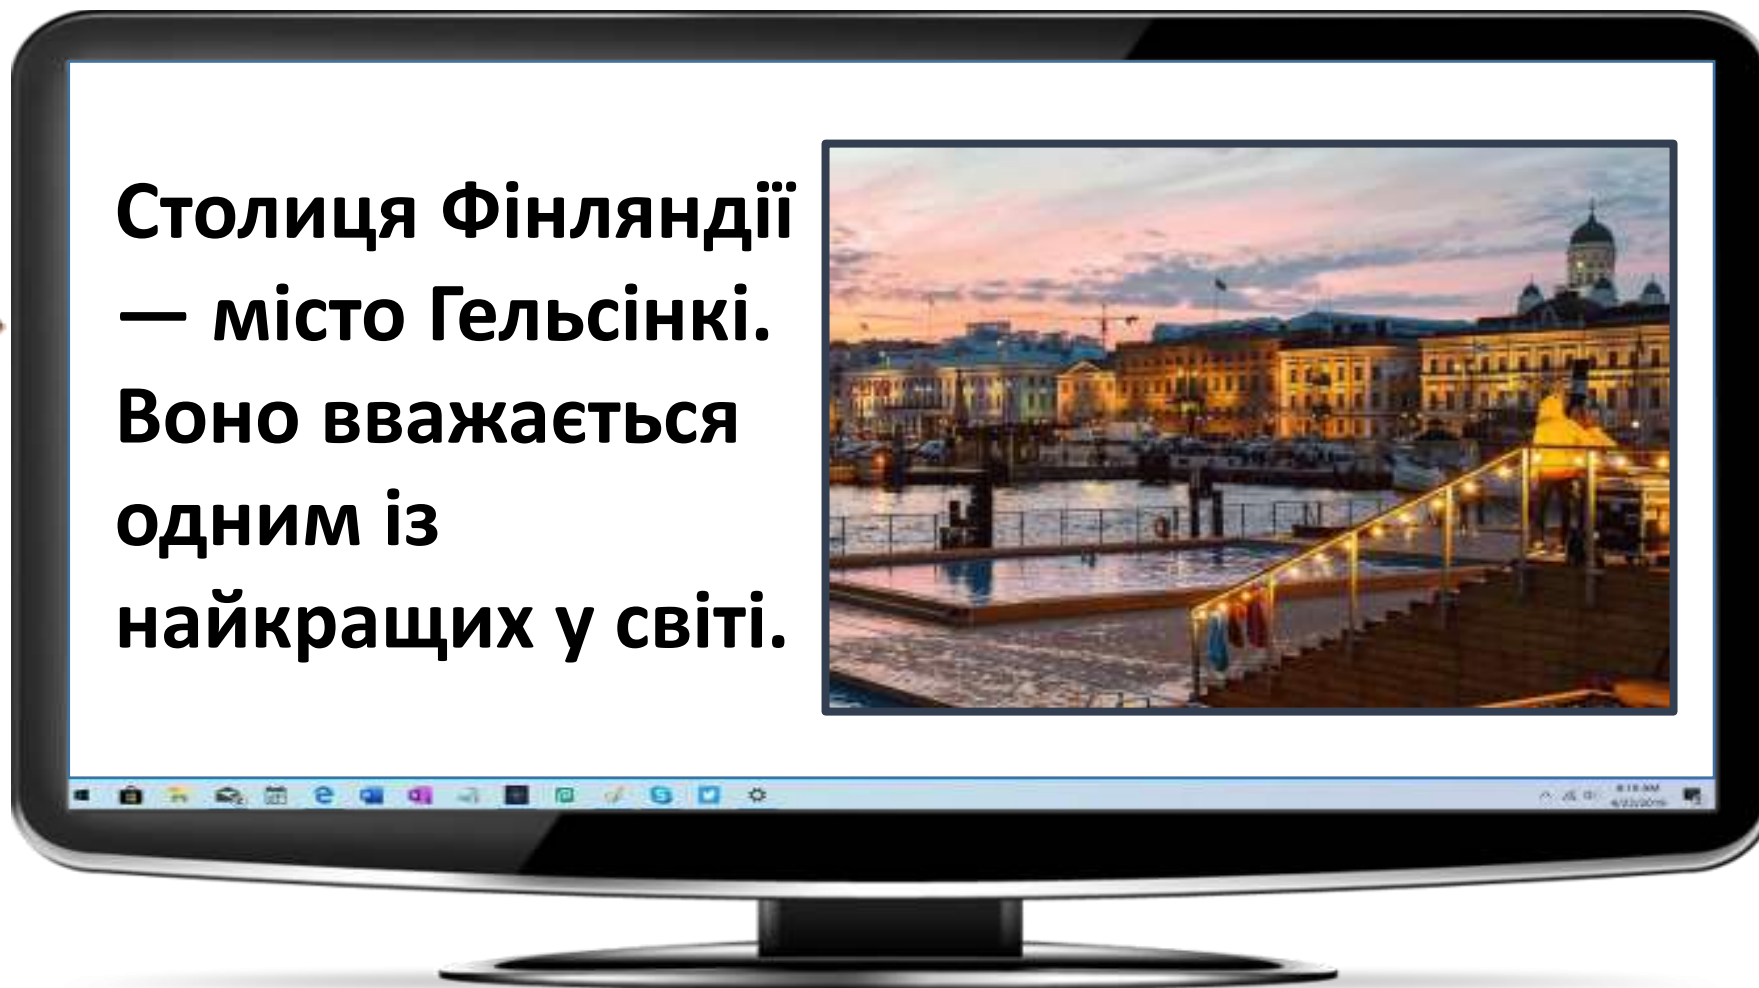 Столиця Фінляндії
— місто Гельсінкі.
Воно вважається
одним із
найкращих у світі.